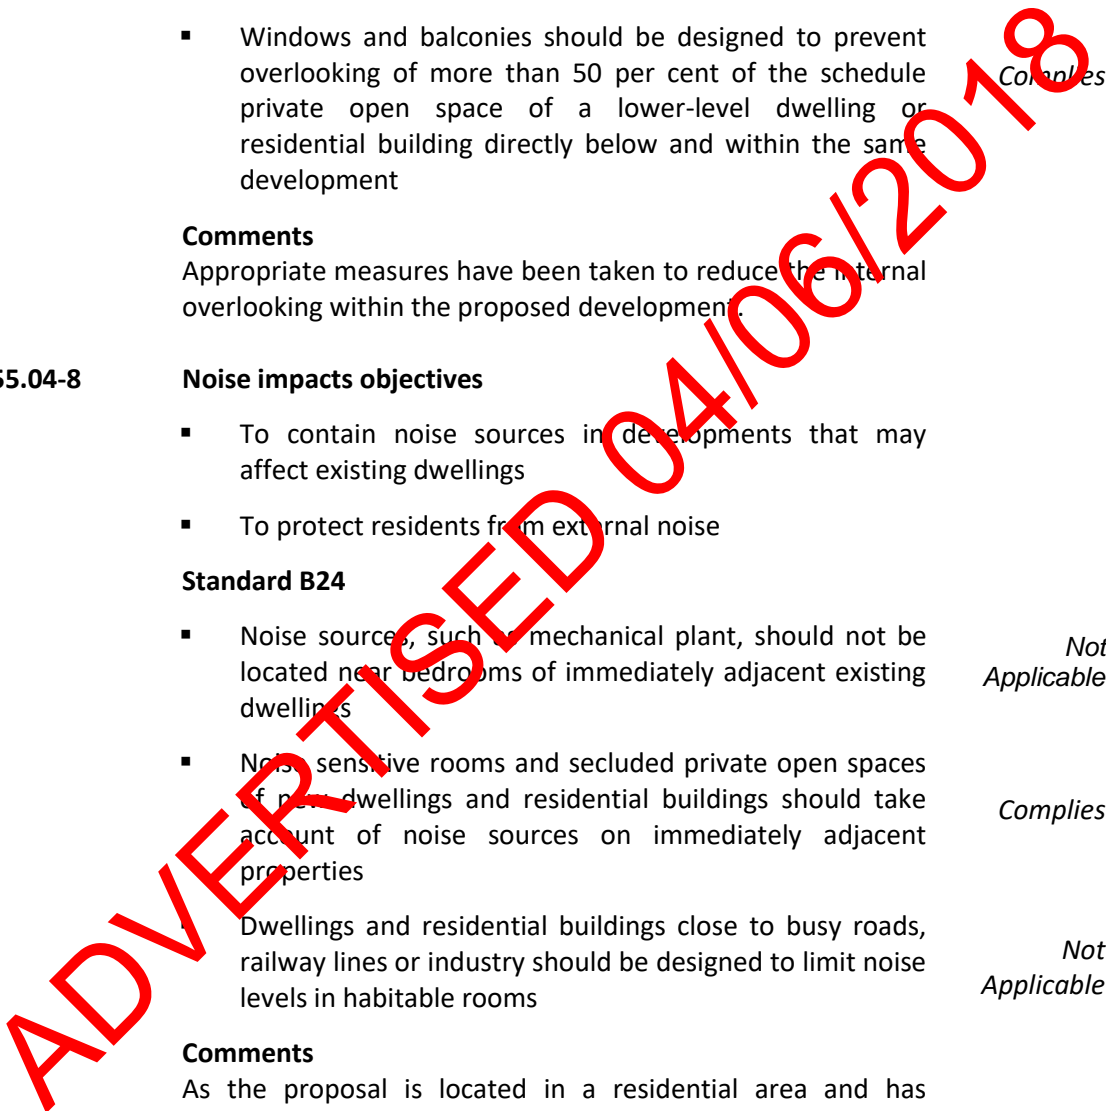 ▪ Windows and balconies should be designed to prevent
overlooking of more than 50 per cent of the schedule
private open space of a lower-level dwelling or
residential building directly below and within the same
development
Complies
Comments
Appropriate measures have been taken to reduce the internal
overlooking within the proposed development.
55.04-8 Noise impacts objectives
▪ To contain noise sources in developments that may
affect existing dwellings
▪ To protect residents from external noise
Standard B24
▪ Noise sources, such as mechanical plant, should not be
located near bedrooms of immediately adjacent existing
dwellings
Not
Applicable
▪ Noise sensitive rooms and secluded private open spaces
of new dwellings and residential buildings should take
account of noise sources on immediately adjacent
properties
Complies
▪ Dwellings and residential buildings close to busy roads,
railway lines or industry should be designed to limit noise
levels in habitable rooms
Not
Applicable
Comments
As the proposal is located in a residential area and has
ADVERTISED 04/06/2018